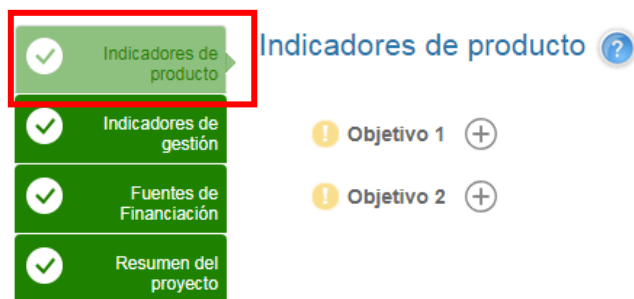 Indicadores de
producto
Indicadores de
gestión
Fuentes de
Financiación
Resumen del
proyecto
Indicadores de producto ?
! Objetivo 1 +
! Objetivo 2 +